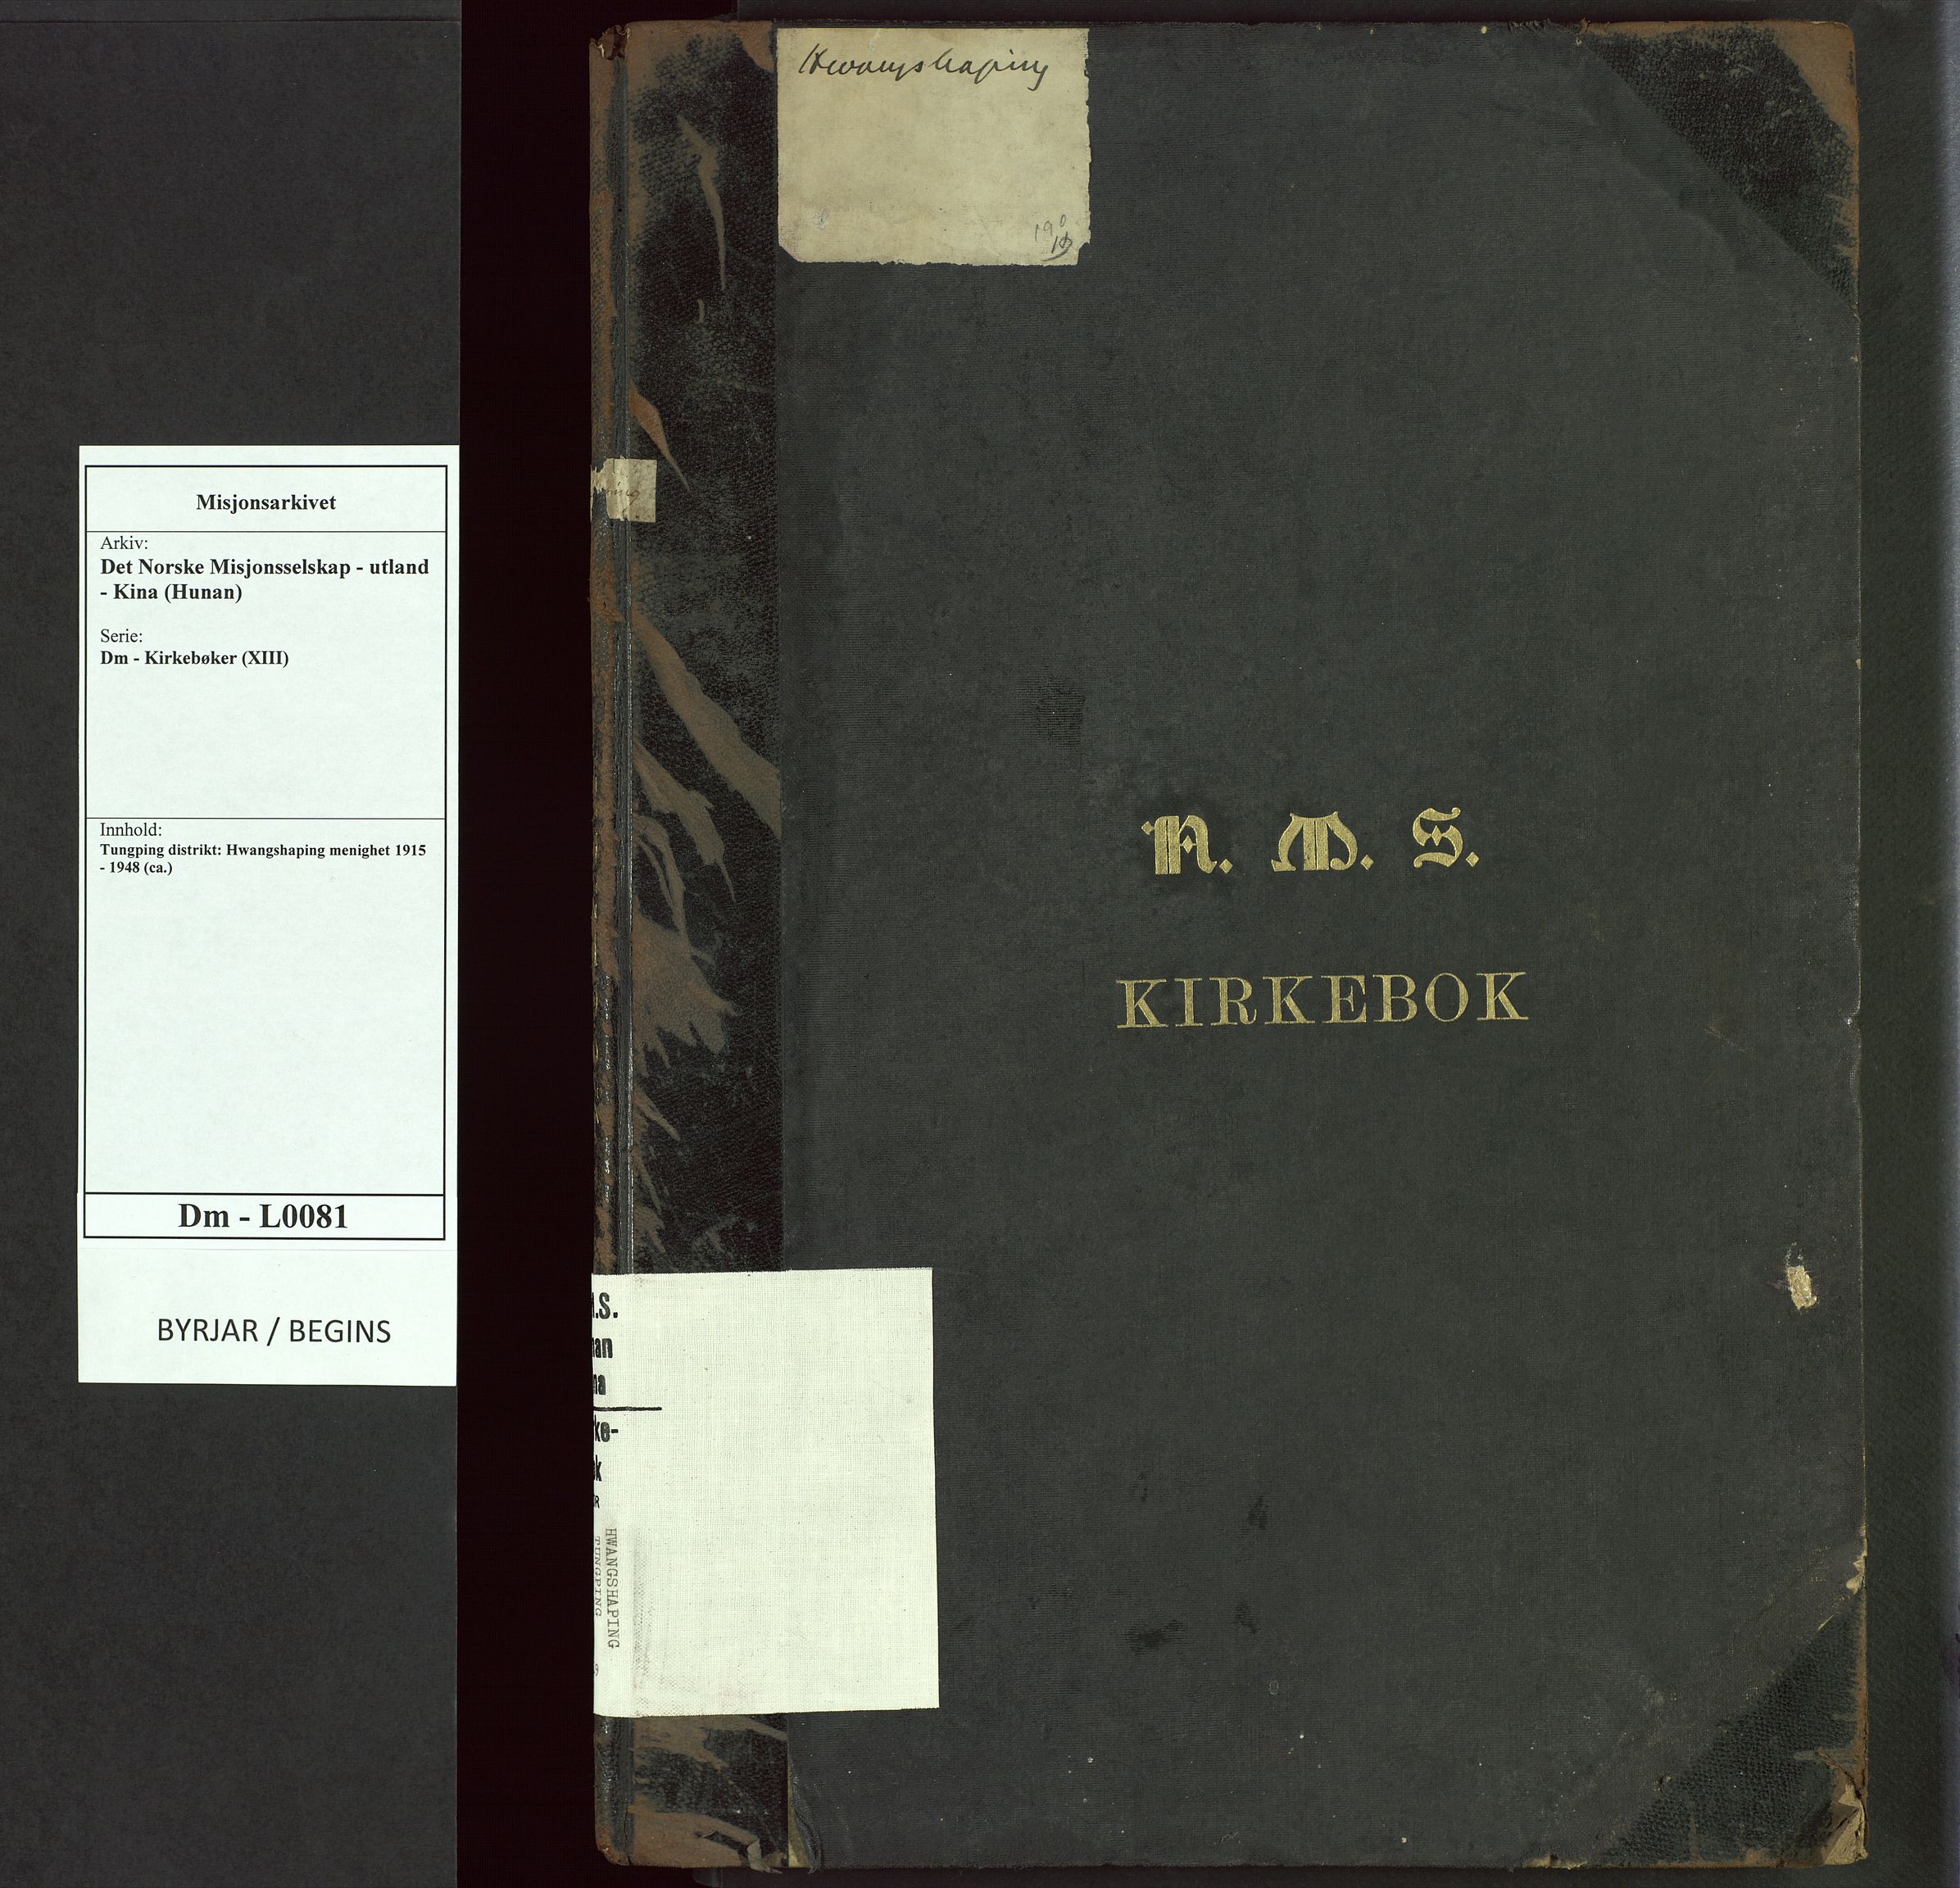 Misjonsarkivet
Arkiv:
Det Norske Misjonsselskap - utland
- Kina (Hunan)
Serie:
Dm - Kirkebøker (XIII)
Innhold:
Tungping distrikt: Hwangshaping menighet 1915
- 1948 (ca.)
Dm - L0081
BYRJAR / BEGINS
Hwangshaping
N. M. S.
KIRKEBOK
.S.
ke-
HWANGSHAPING
TUNGPING